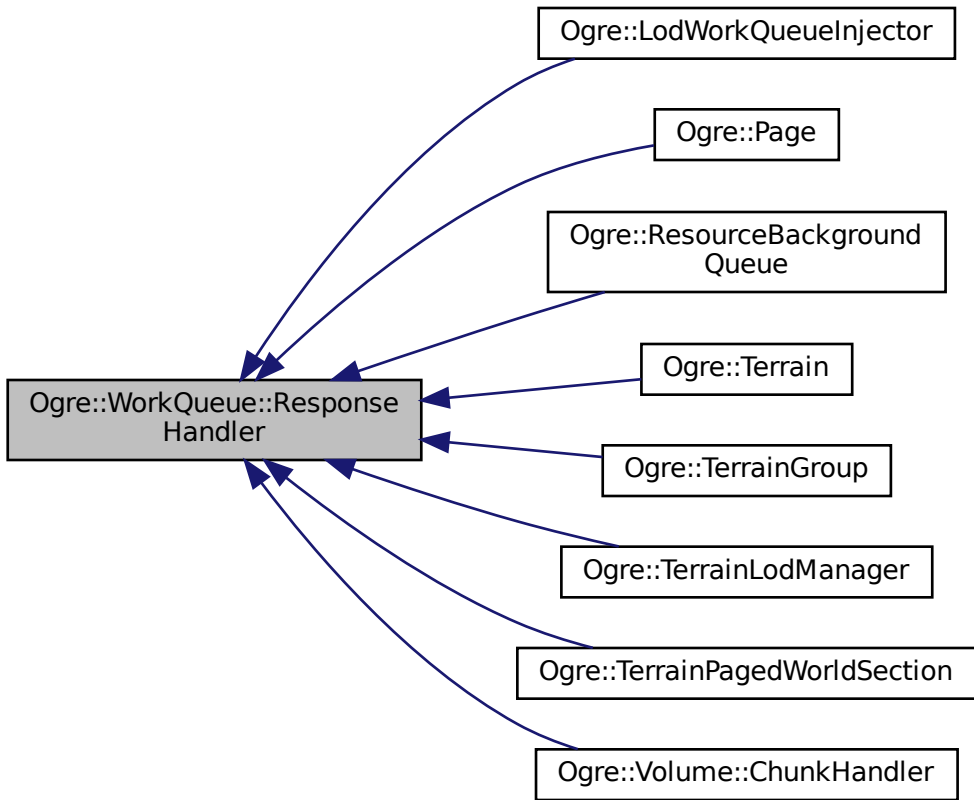 Ogre::LodWorkQueueInjector
Ogre::Page
Ogre::ResourceBackground
Queue
Ogre::Terrain
Ogre::WorkQueue::Response
Handler
Ogre::TerrainGroup
Ogre::TerrainLodManager
Ogre::TerrainPagedWorldSection
Ogre::Volume::ChunkHandler